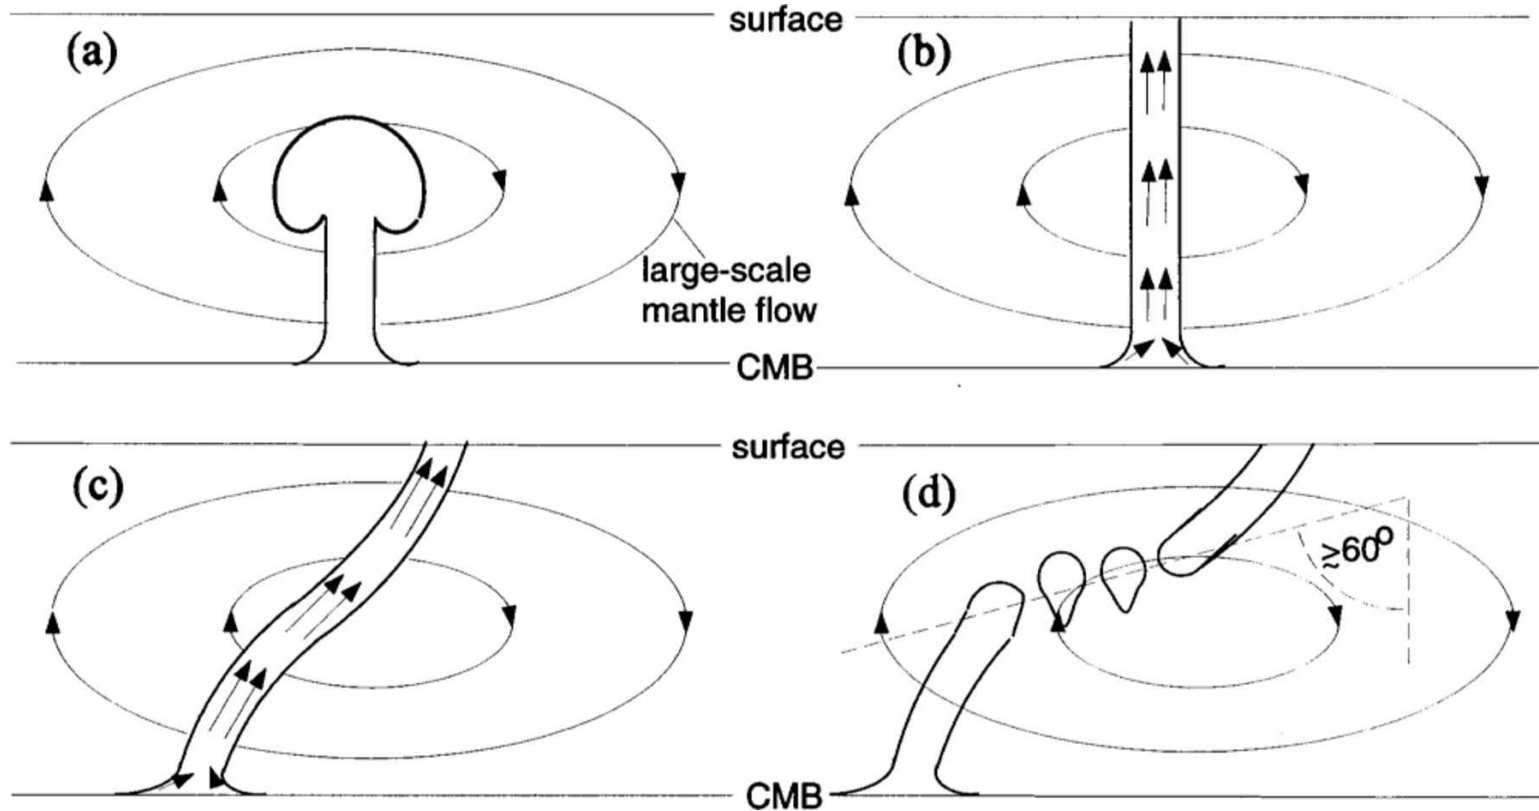 surface
(a)
(b)
large-scale
mantle flow
CMB
surface
(c)
(d)
≳60°
CMB